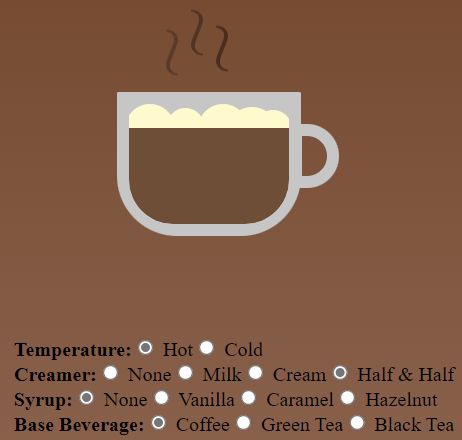 Temperature: Hot Cold
Creamer: None Milk Cream Half & Half
Syrup: None Vanilla Caramel Hazelnut
Base Beverage: Coffee Green Tea Black Tea